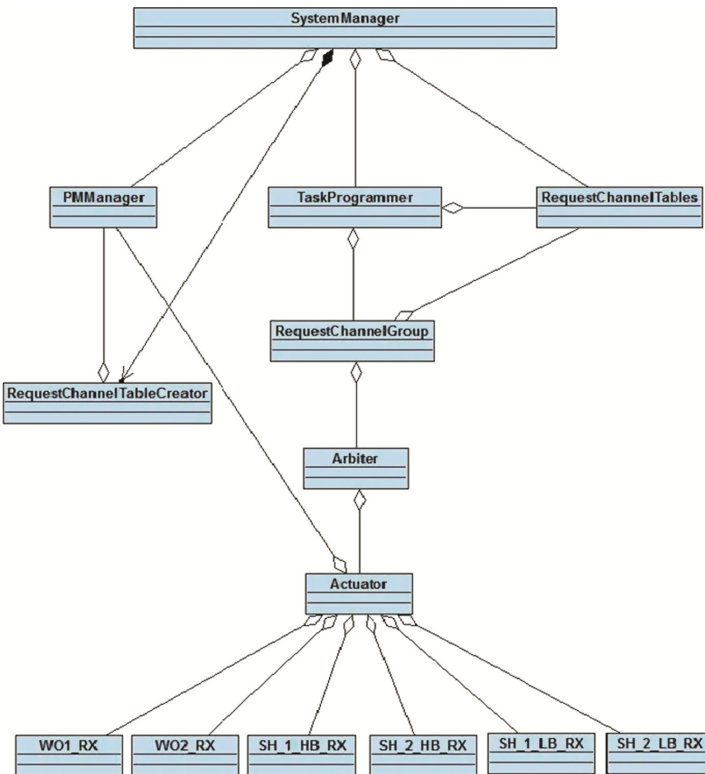 SystemManager
PMManager
TaskProgrammer
RequestChannelTables
RequestChannelGroup
RequestChannelTableCreator
Arbiter
Actuator
WO1_RX
WO2_RX
SH_1_HB_RX
SH_2_HB_RX
SH_1_LB_RX
SH_2_LB_RX